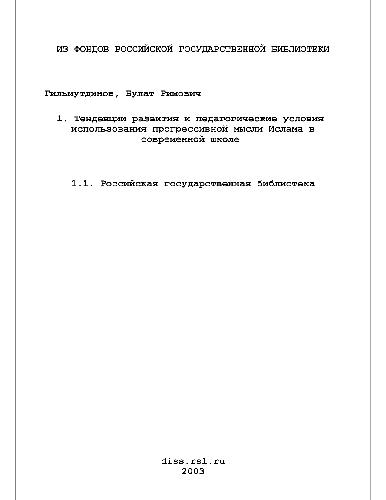 ИЗ ФОНДОВ РОССИЙСКОЙ ГОСУДАРСТВЕННОЙ БИБЛИОТЕКИ
Гильмутдинов, Булат Римович
1. Тенденции развития и педагогические условия
использования прогрессивной мысли Ислама в
современной школе
1.1. Российская государственная библиотека
diss.rsl.ru
2003